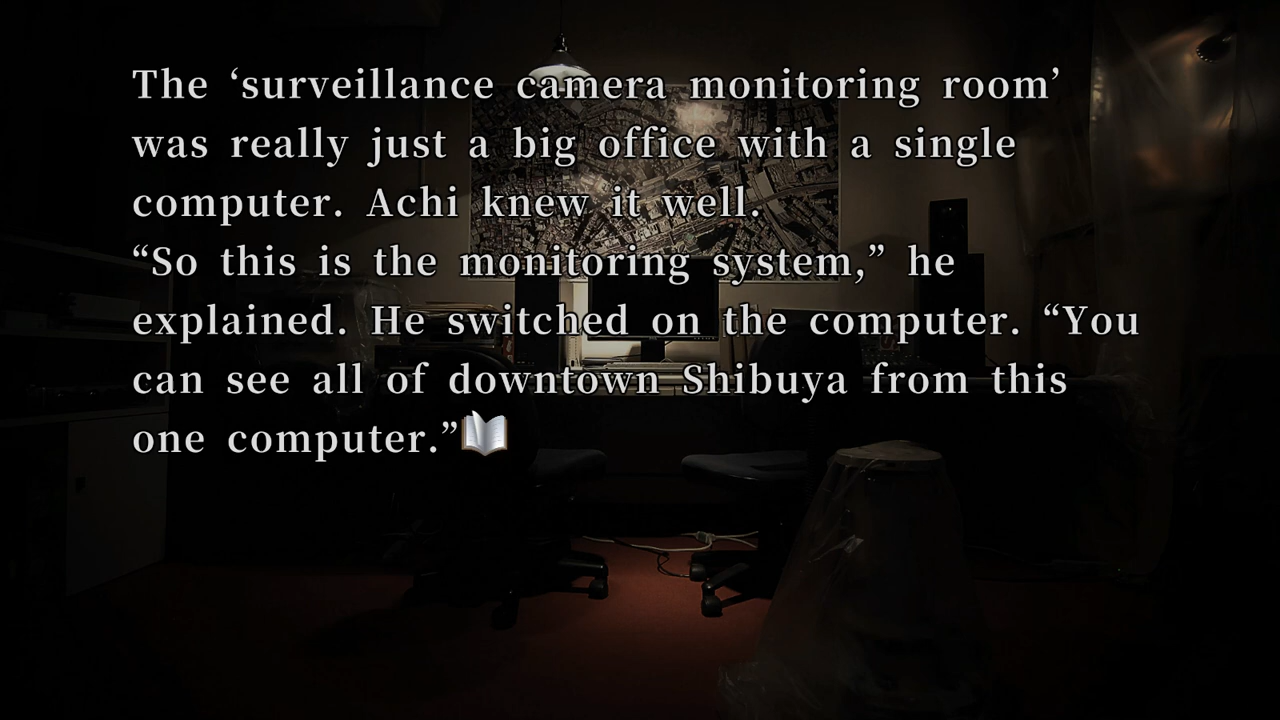 The ‘surveillance camera monitoring room’
was really just a big office with a single
computer. Achi knew it well.
“So this is the monitoring system,” he
explained. He switched on the computer. “You
can see all of downtown Shibuya from this
one computer.”